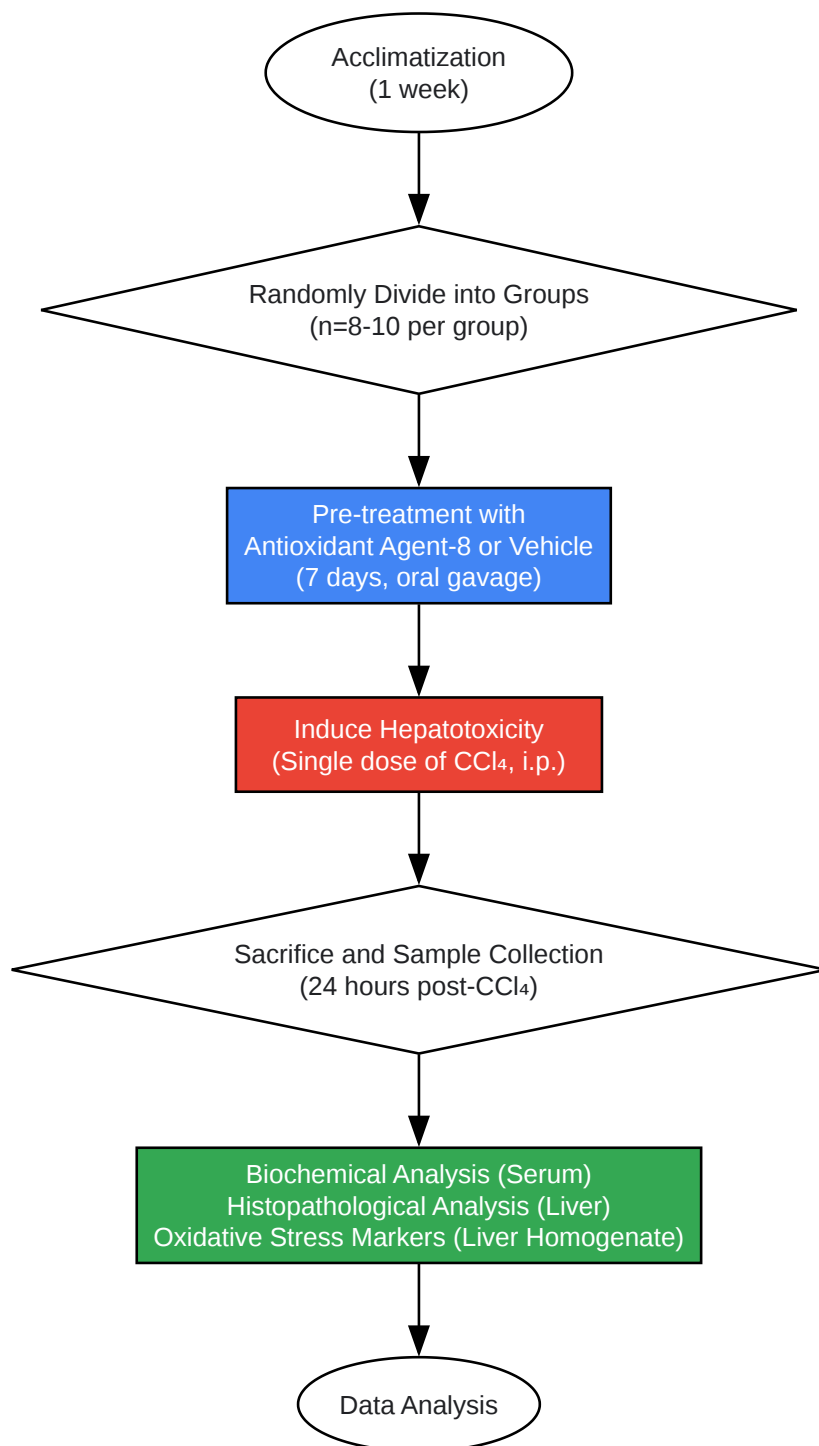 Acclimatization
(1 week)
Randomly Divide into Groups
(n=8-10 per group)
Pre-treatment with
Antioxidant Agent-8 or Vehicle
(7 days, oral gavage)
Induce Hepatotoxicity
(Single dose of CCl₄, i.p.)
Sacrifice and Sample Collection
(24 hours post-CCl₄)
Biochemical Analysis (Serum)
Histopathological Analysis (Liver)
Oxidative Stress Markers (Liver Homogenate)
Data Analysis